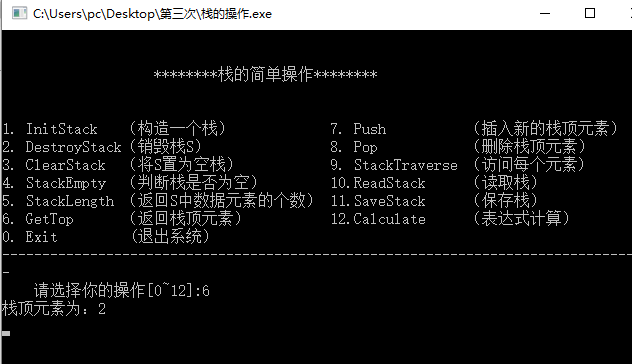 C:\Users\pc\Desktop\第三次\栈的操作.exe
********栈的简单操作********
1. InitStack （构造一个栈） 7. Push （插入新的栈顶元素）
2. DestroyStack（销毁栈S） 8. Pop （删除栈顶元素）
3. ClearStack （将S置为空栈） 9. StackTraverse （访问每个元素）
4. StackEmpty （判断栈是否为空） 10.ReadStack （读取栈）
5. StackLength （返回S中数据元素的个数） 11.SaveStack （保存栈）
6. GetTop （返回栈顶元素） 12.Calculate （表达式计算）
0. Exit （退出系统）
--------------------------------------------------------------------------------
-
请选择你的操作[0~12]:6
栈顶元素为：2